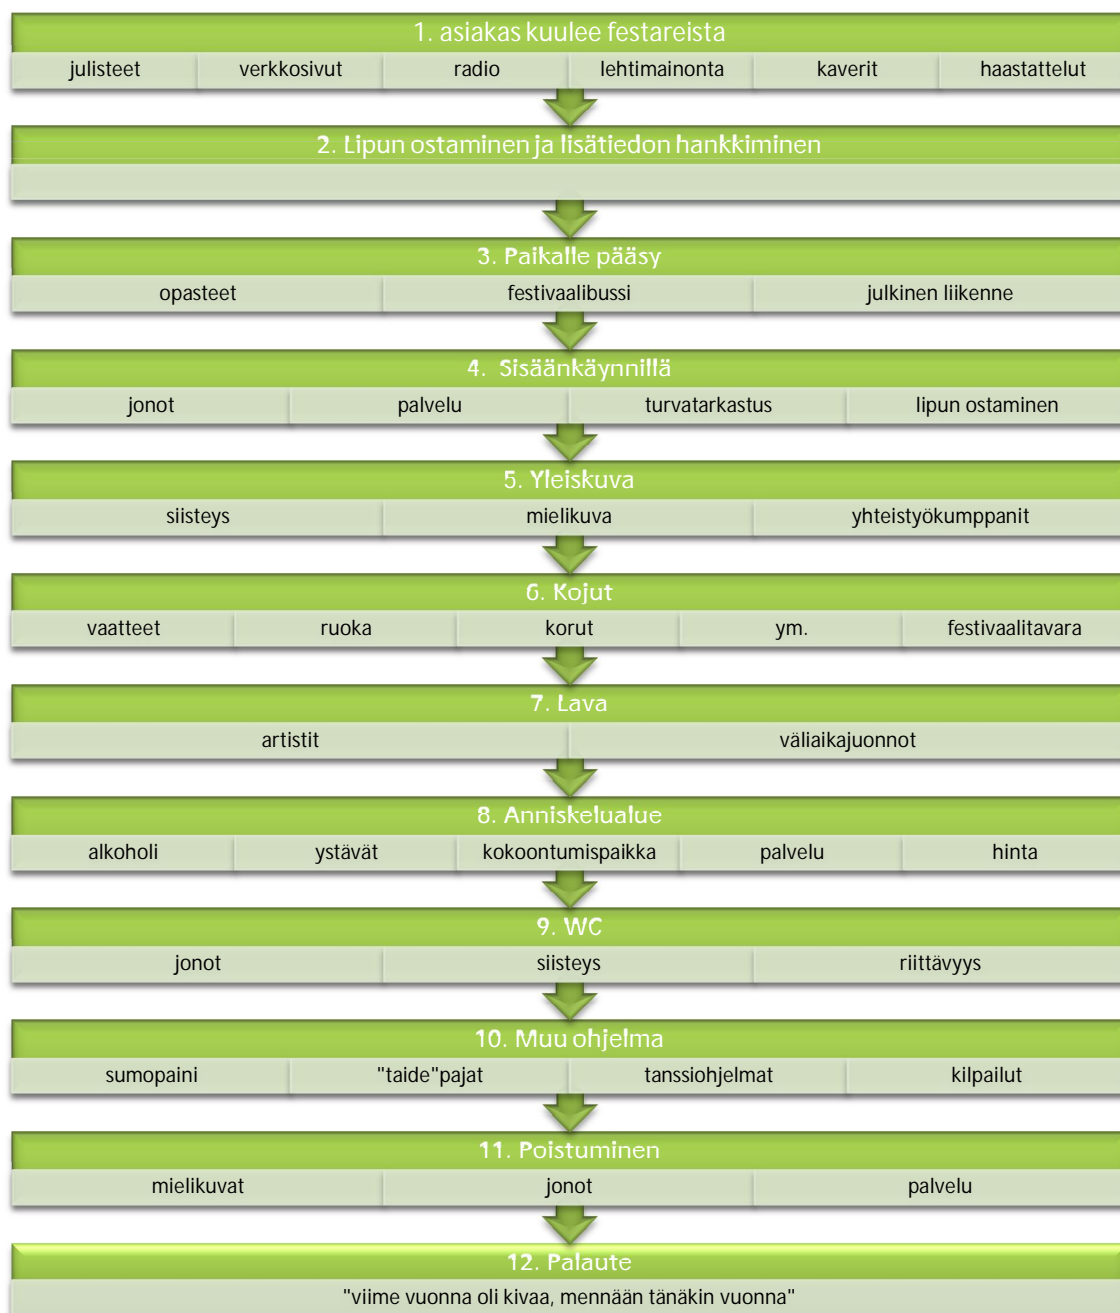 1. asiakas kuulee festareista
julisteet verkkosivut radio lehtimainonta kaverit haastattelut
2. Lipun ostaminen ja lisätiedon hankkiminen
3. Paikalle pääsy
opasteet festivaalibussi julkinen liikenne
4. Sisäänkäynnillä
jonot palvelu turvatarkastus lipun ostaminen
5. Yleiskuva
siisteys mielikuva yhteistyökumppanit
6. Kojut
vaatteet ruoka korut ym. festivaalitavara
7. Lava
artistit väliaikajuonnot
8. Anniskelualue
alkoholi ystävät kokoontumispaikka palvelu hinta
9. WC
jonot siisteys riittävyys
10. Muu ohjelma
sumopaini "taide"pajat tanssiohjelmat kilpailut
11. Poistuminen
mielikuvat jonot palvelu
12. Palaute
"viime vuonna oli kivaa, mennään tänäkin vuonna"